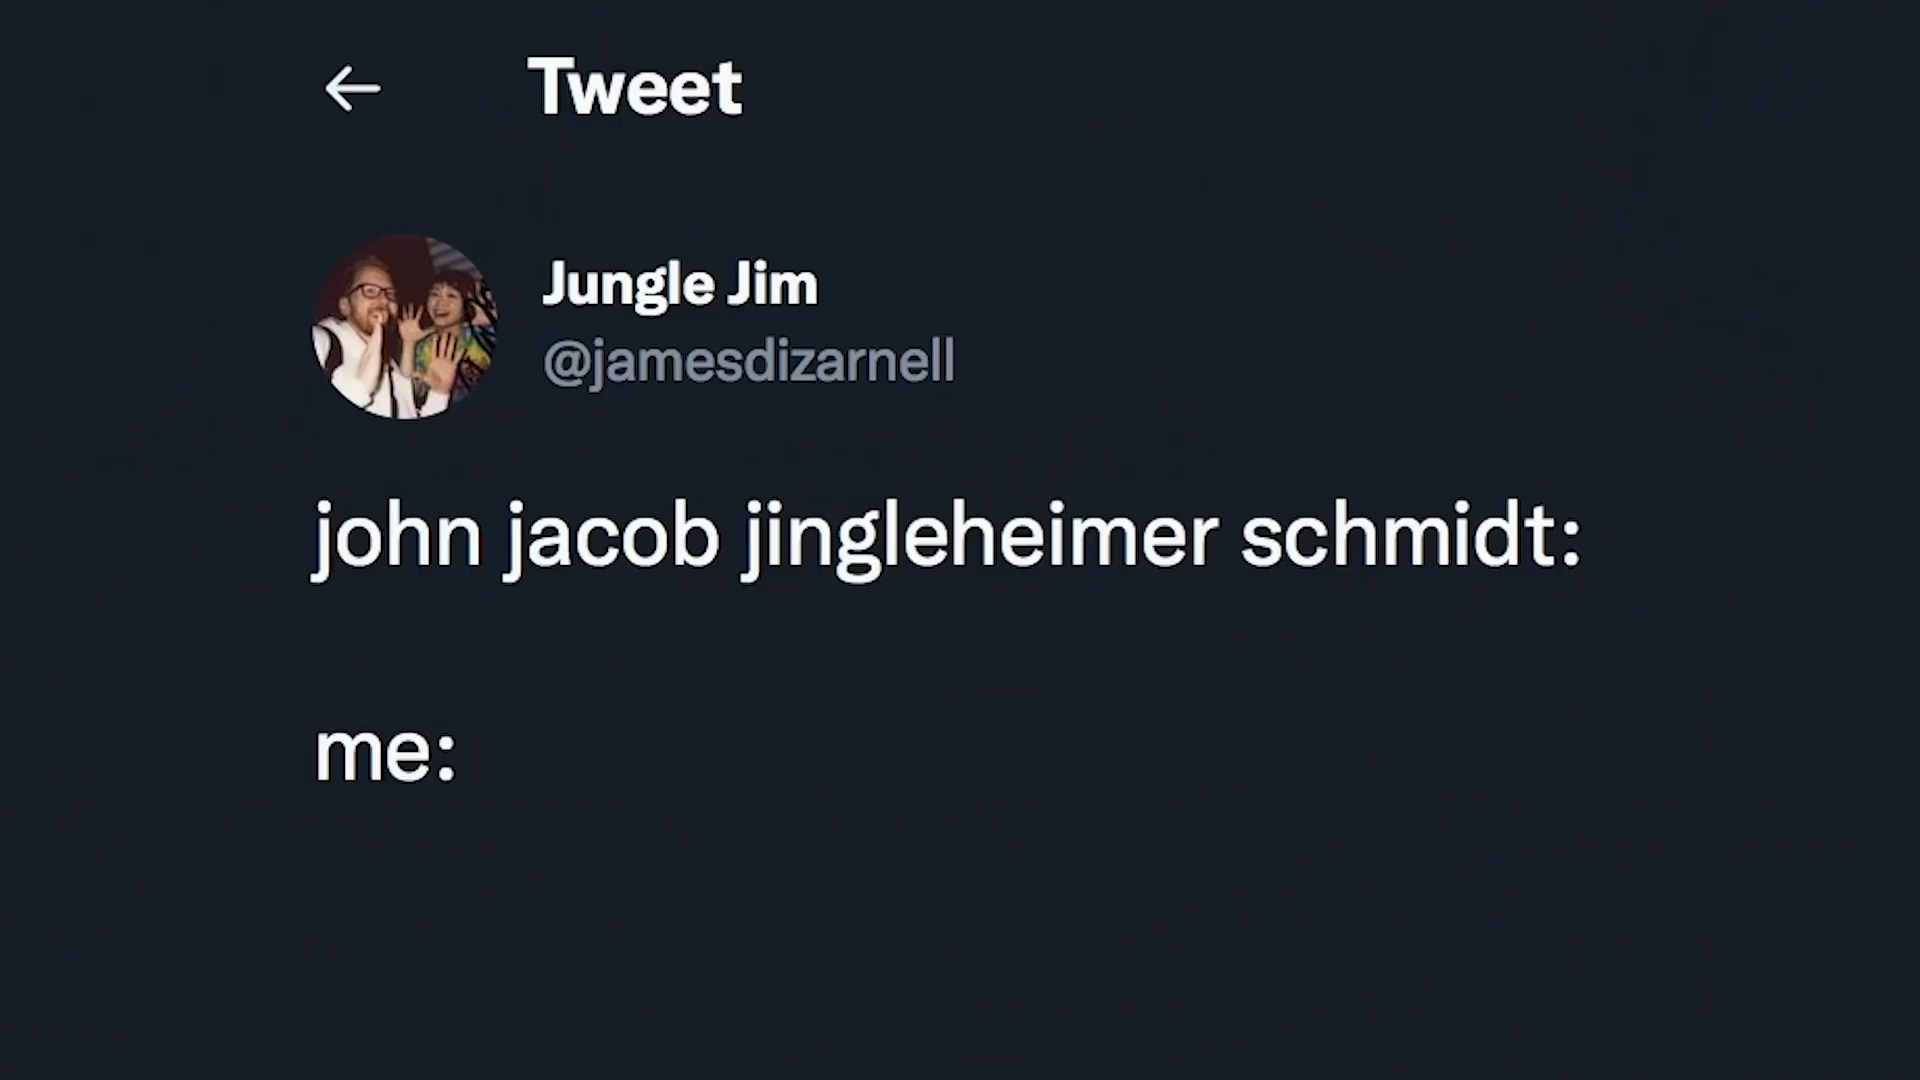 Tweet
Jungle Jim
@jamesdizarnell
john jacob jingleheimer schmidt:
me: